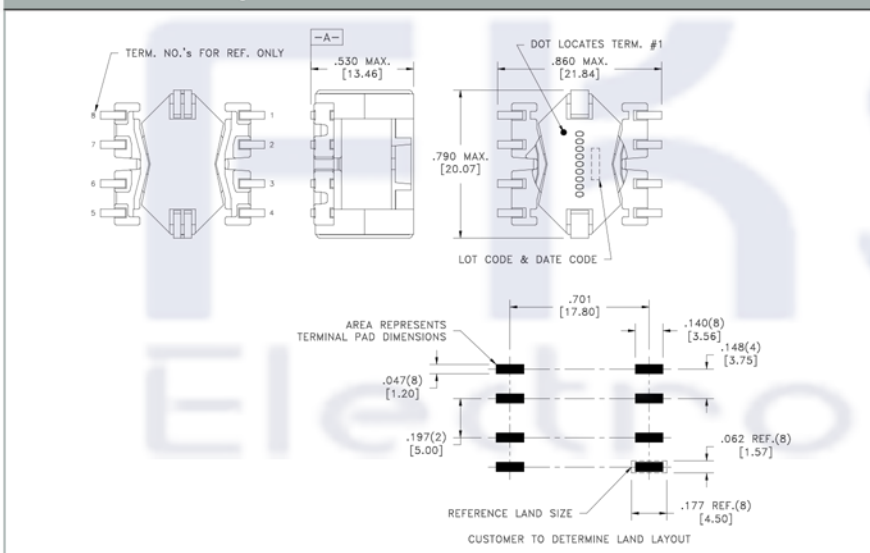 -A-
TERM. NO.'s FOR REF. ONLY
.530 MAX.
[13.46]
DOT LOCATES TERM. #1
.860 MAX.
[21.84]
8
7
6
5
1
2
3
4
.790 MAX.
[20.07]
LOT CODE & DATE CODE
.701
[17.80]
AREA REPRESENTS
TERMINAL PAD DIMENSIONS
.140(8)
[3.56]
.148(4)
[3.75]
.047(8)
[1.20]
.197(2)
[5.00]
.062 REF.(8)
[1.57]
REFERENCE LAND SIZE
.177 REF.(8)
[4.50]
CUSTOMER TO DETERMINE LAND LAYOUT
Electro